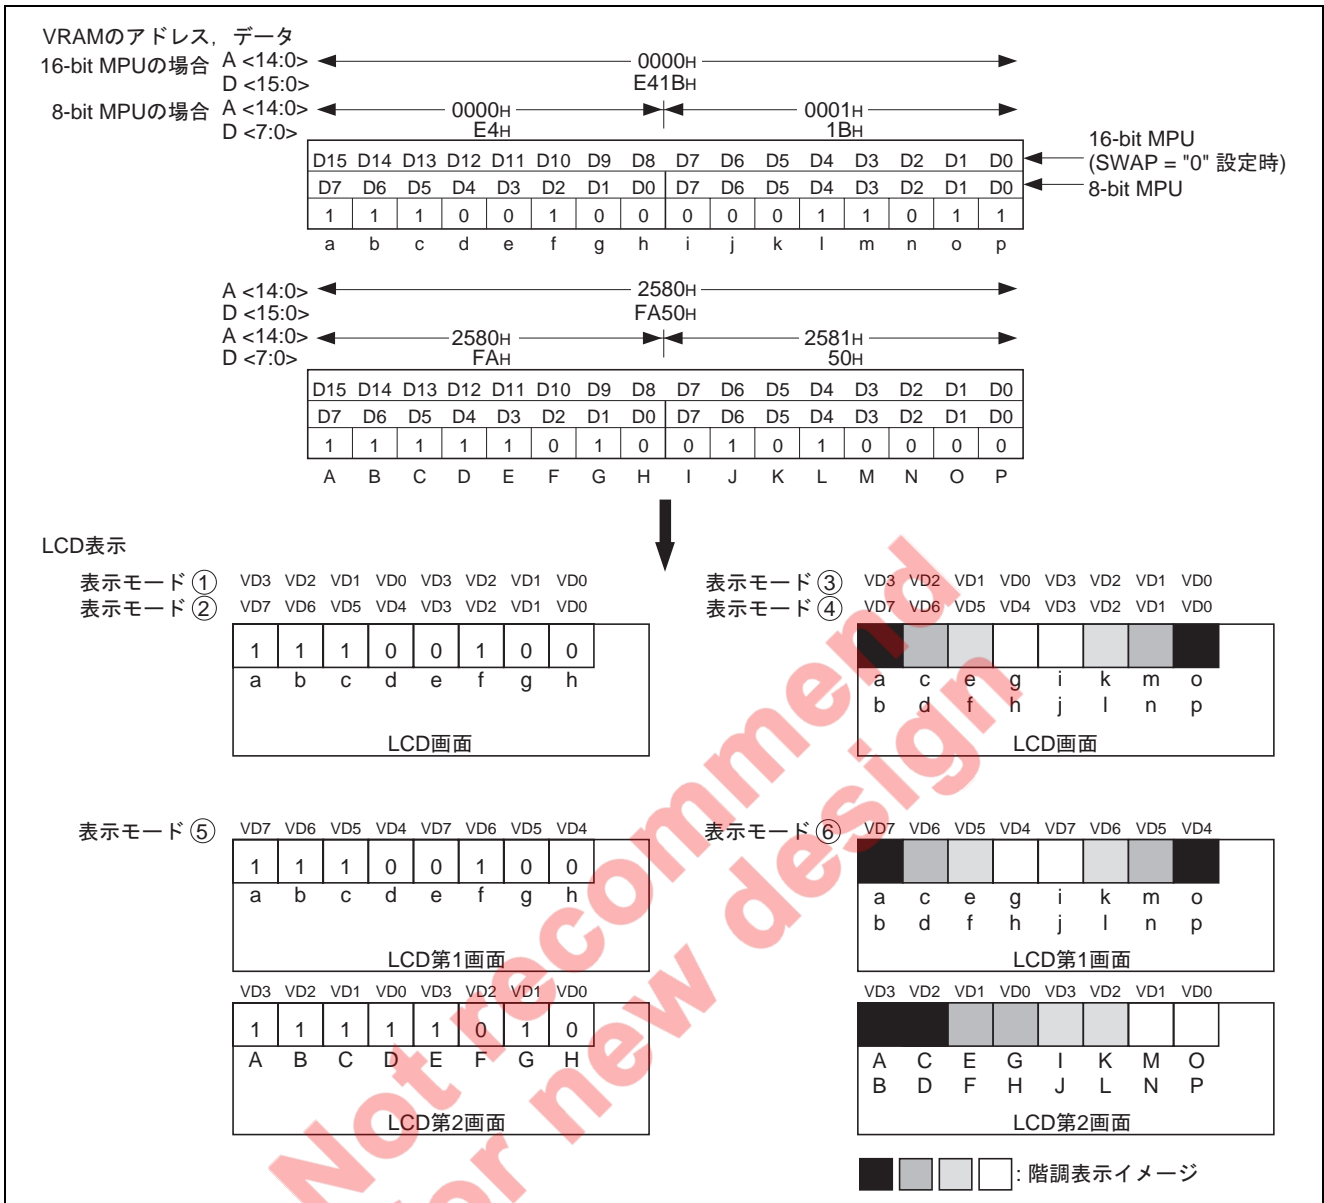 VRAMのアドレス, データ
16-bit MPUの場合 A <14:0> 0000H
D <15:0> E41BH
8-bit MPUの場合 A <14:0> 0000H 0001H
D <7:0> E4H 1BH
16-bit MPU
(SWAP = "0" 設定時)
8-bit MPU
D15 D14 D13 D12 D11 D10 D9 D8 D7 D6 D5 D4 D3 D2 D1 D0
D7 D6 D5 D4 D3 D2 D1 D0 D7 D6 D5 D4 D3 D2 D1 D0
1 1 1 0 0 1 0 0 0 0 0 1 1 0 1 1
a b c d e f g h i j k l m n o p
A <14:0> 2580H
D <15:0> FA50H
A <14:0> 2580H 2581H
D <7:0> FAH 50H
D15 D14 D13 D12 D11 D10 D9 D8 D7 D6 D5 D4 D3 D2 D1 D0
D7 D6 D5 D4 D3 D2 D1 D0 D7 D6 D5 D4 D3 D2 D1 D0
1 1 1 1 1 0 1 0 0 1 0 1 0 0 0 0
A B C D E F G H I J K L M N O P
LCD表示
表示モード① VD3 VD2 VD1 VD0 VD3 VD2 VD1 VD0
表示モード② VD7 VD6 VD5 VD4 VD3 VD2 VD1 VD0
1 1 1 0 0 1 0 0
a b c d e f g h
LCD画面
表示モード③ VD3 VD2 VD1 VD0 VD3 VD2 VD1 VD0
表示モード④ VD7 VD6 VD5 VD4 VD3 VD2 VD1 VD0
a c e g i k m o
b d f h j l n p
LCD画面
表示モード⑤ VD7 VD6 VD5 VD4 VD7 VD6 VD5 VD4
1 1 1 0 0 1 0 0
a b c d e f g h
LCD第1画面
VD3 VD2 VD1 VD0 VD3 VD2 VD1 VD0
1 1 1 1 1 0 1 0
A B C D E F G H
LCD第2画面
表示モード⑥ VD7 VD6 VD5 VD4 VD7 VD6 VD5 VD4
a c e g i k m o
b d f h j l n p
LCD第1画面
VD3 VD2 VD1 VD0 VD3 VD2 VD1 VD0
A C E G I K M O
B D F H J L N P
LCD第2画面
: 階調表示イメージ
Not recommend
for new design